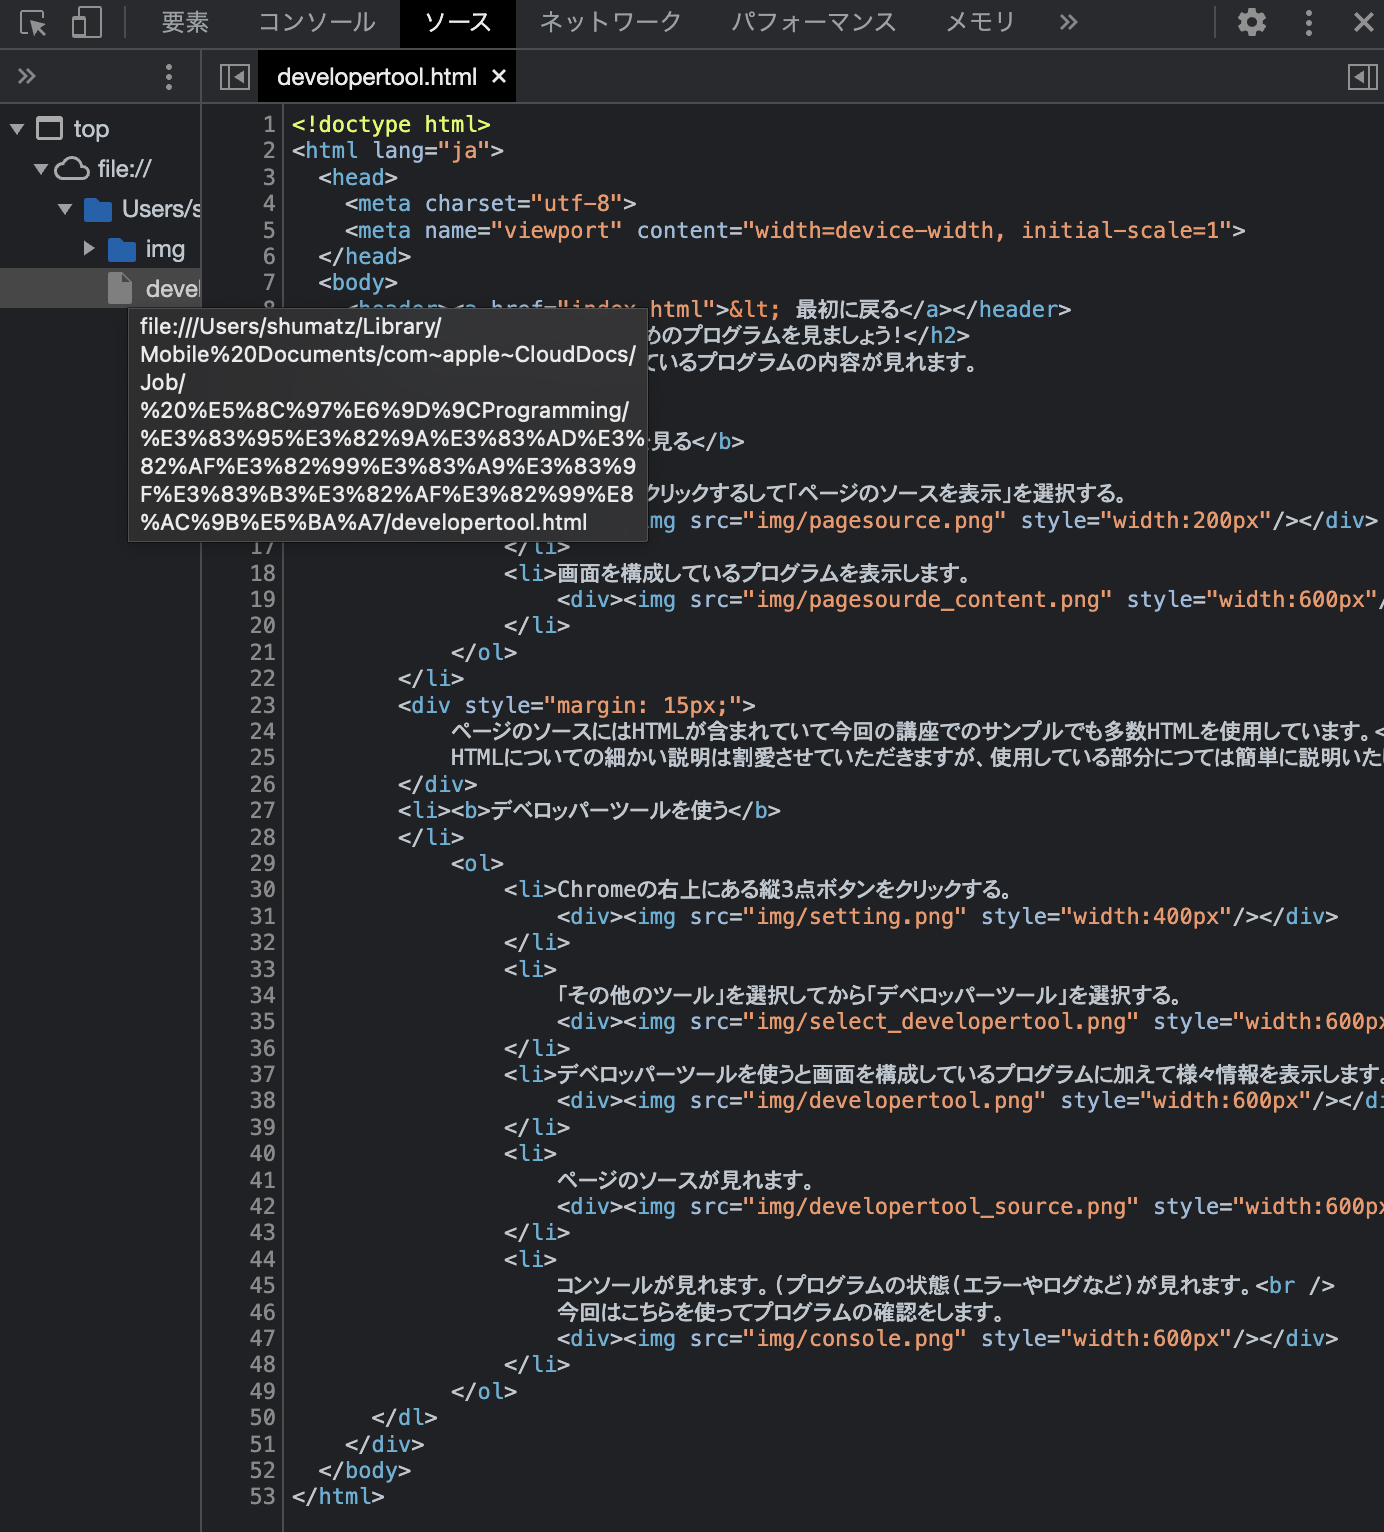 要素 コンソール ソース ネットワーク パフォーマンス メモリ »
» developertool.html ×
top
file://
Users/s
img
devel
file:///Users/shumatz/Library/
Mobile%20Documents/com~apple~CloudDocs/
Job/
%20%E5%8C%97%E6%9D%9CProgramming/
%E3%83%95%E3%82%9A%E3%83%AD%E3%
82%AF%E3%82%99%E3%83%A9%E3%83%9
F%E3%83%B3%E3%82%AF%E3%82%99%E8
%AC%9B%E5%BA%A7/developertool.html
1 <!doctype html>
2 <html lang="ja">
3 <head>
4 <meta charset="utf-8">
5 <meta name="viewport" content="width=device-width, initial-scale=1">
6 </head>
7 <body>
8 <header><a href="index.html">&lt; 最初に戻る</a></header>
めのプログラムを見ましょう!</h2>
ているプログラムの内容が見れます。
を見る</b>
クリックするして「ページのソースを表示」を選択する。
mg src="img/pagesource.png" style="width:200px"/></div>
17 </li>
18 <li>画面を構成しているプログラムを表示します。
19 <div><img src="img/pagesourde_content.png" style="width:600px"/
20 </li>
21 </ol>
22 </li>
23 <div style="margin: 15px;">
24 ページのソースにはHTMLが含まれていて今回の講座でのサンプルでも多数HTMLを使用しています。<
25 HTMLについての細かい説明は割愛させていただきますが、使用している部分につては簡単に説明いた
26 </div>
27 <li><b>デベロッパーツールを使う</b>
28 </li>
29 <ol>
30 <li>Chromeの右上にある縦3点ボタンをクリックする。
31 <div><img src="img/setting.png" style="width:400px"/></div>
32 </li>
33 <li>
34 「その他のツール」を選択してから「デベロッパーツール」を選択する。
35 <div><img src="img/select_developertool.png" style="width:600px
36 </li>
37 <li>デベロッパーツールを使うと画面を構成しているプログラムに加えて様々情報を表示します。
38 <div><img src="img/developertool.png" style="width:600px"/></di
39 </li>
40 <li>
41 ページのソースが見れます。
42 <div><img src="img/developertool_source.png" style="width:600px
43 </li>
44 <li>
45 コンソールが見れます。(プログラムの状態(エラーやログなど)が見れます。<br />
46 今回はこちらを使ってプログラムの確認をします。
47 <div><img src="img/console.png" style="width:600px"/></div>
48 </li>
49 </ol>
50 </dl>
51 </div>
52 </body>
53 </html>